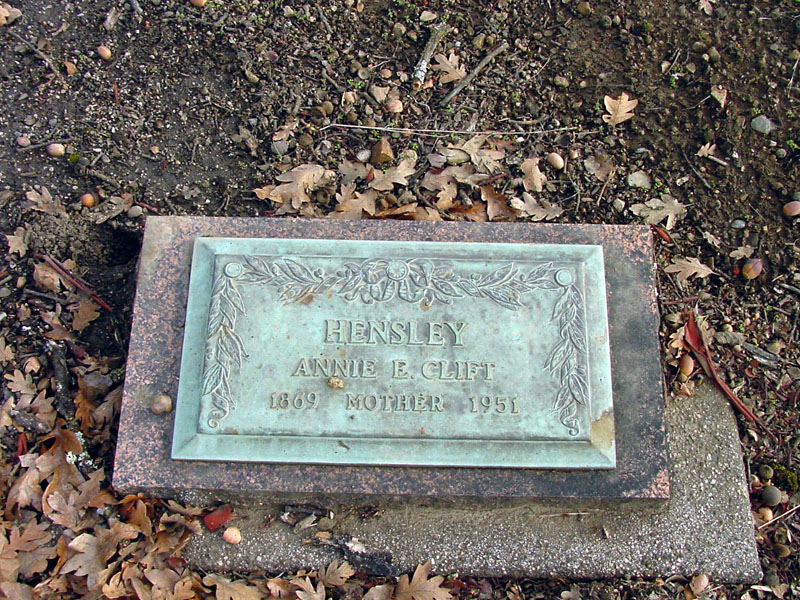 HENSLEY
ANNIE E. CLIFT
1869 MOTHER 1951